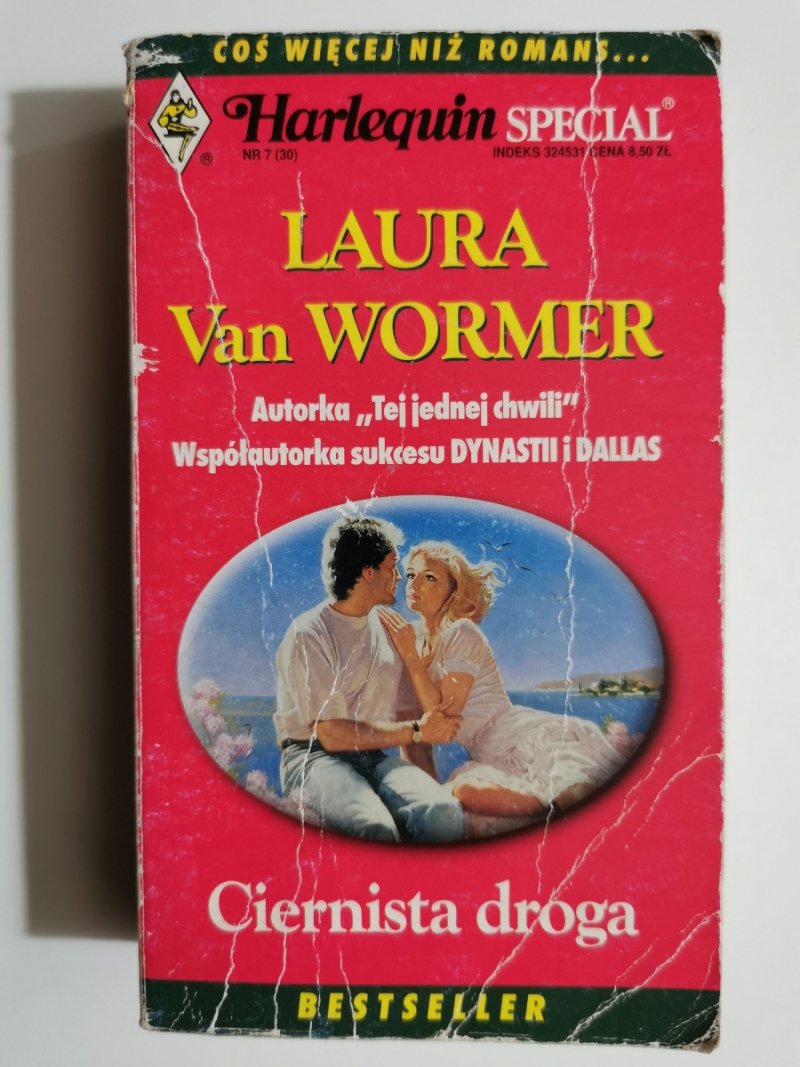 COŚ WIĘCEJ NIŻ ROMANS...
Harlequin SPECIAL®
®
NR 7 (30) INDEKS 324531 CENA 8,50 ZŁ
LAURA
Van WORMER
Autorka „Tej jednej chwili”
Współautorka sukcesu DYNASTII i DALLAS
Ciernista droga
BESTSELLER